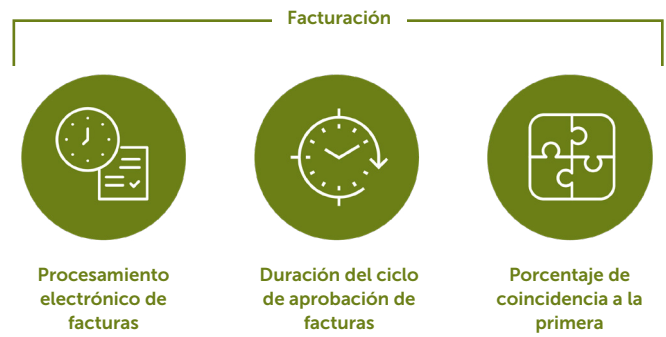 Facturación
Procesamiento
electrónico de
facturas
Duración del ciclo
de aprobación de
facturas
Porcentaje de
coincidencia a la
primera